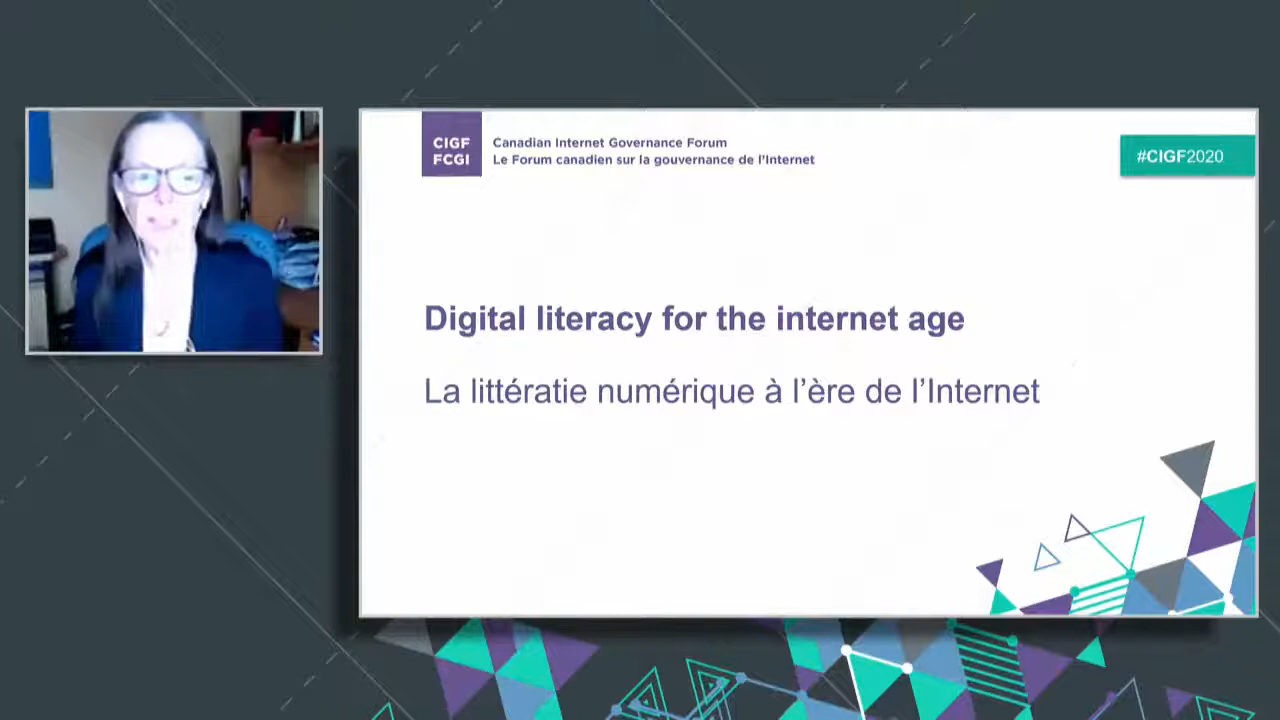 CIGF
FCGI
Canadian Internet Governance Forum
Le Forum canadien sur la gouvernance de l'Internet
#CIGF2020
Digital literacy for the internet age
La littératie numérique à l'ère de l'Internet